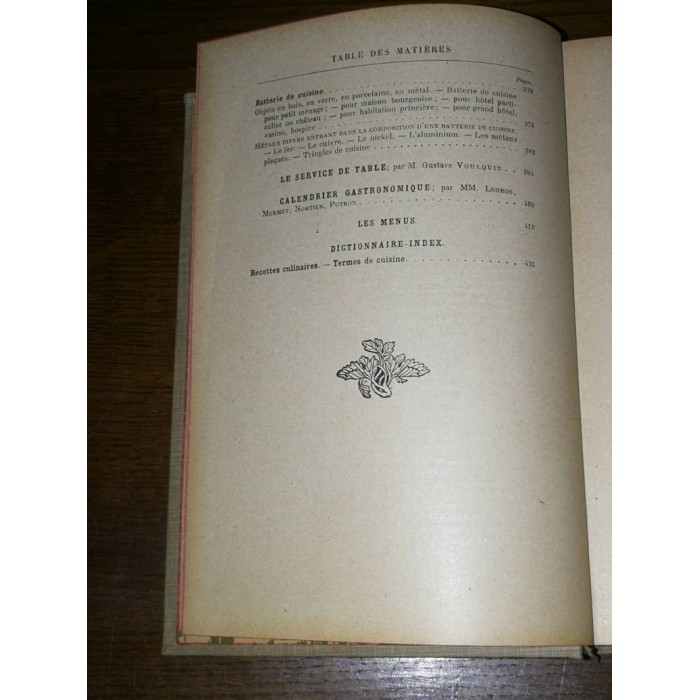 TABLE DES MATIÈRES
Pages.
Batterie de cuisine. 376
Objets en bois, en verre, en porcelaine, en métal. — Batterie de cuisine
pour petit ménage; — pour maison bourgeoise; — pour hôtel parti-
culier ou château; — pour habitation princière; — pour grand hôtel,
casino, hospice
MÉTAUX DIVERS ENTRANT DANS LA COMPOSITION D'UNE BATTERIE DE CUISINE.
— Le fer. — Le cuivre. — Le nickel. — L'aluminium. — Les métaux
plaqués. — Tringles de cuisine
LE SERVICE DE TABLE; par M. Gustave VOULQUIN. 395
CALENDRIER GASTRONOMIQUE; par MM. LEGROS,
MERMET, NORTIER, POTRON 409
LES MENUS. 419
DICTIONNAIRE-INDEX.
Recettes culinaires. — Termes de cuisine.